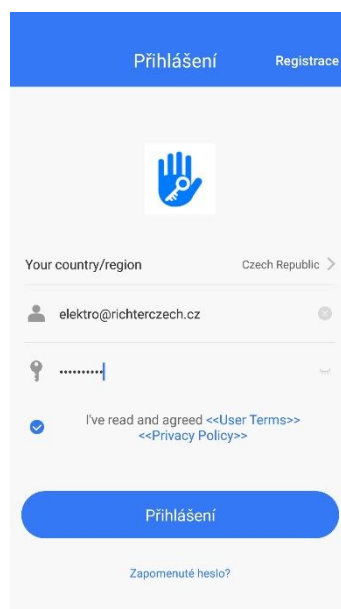 Přihlášení
Registrace
Your country/region
Czech Republic
elektro@richterczech.cz
••••••••••
I've read and agreed <<User Terms>>
<<Privacy Policy>>
Přihlášení
Zapomenuté heslo?